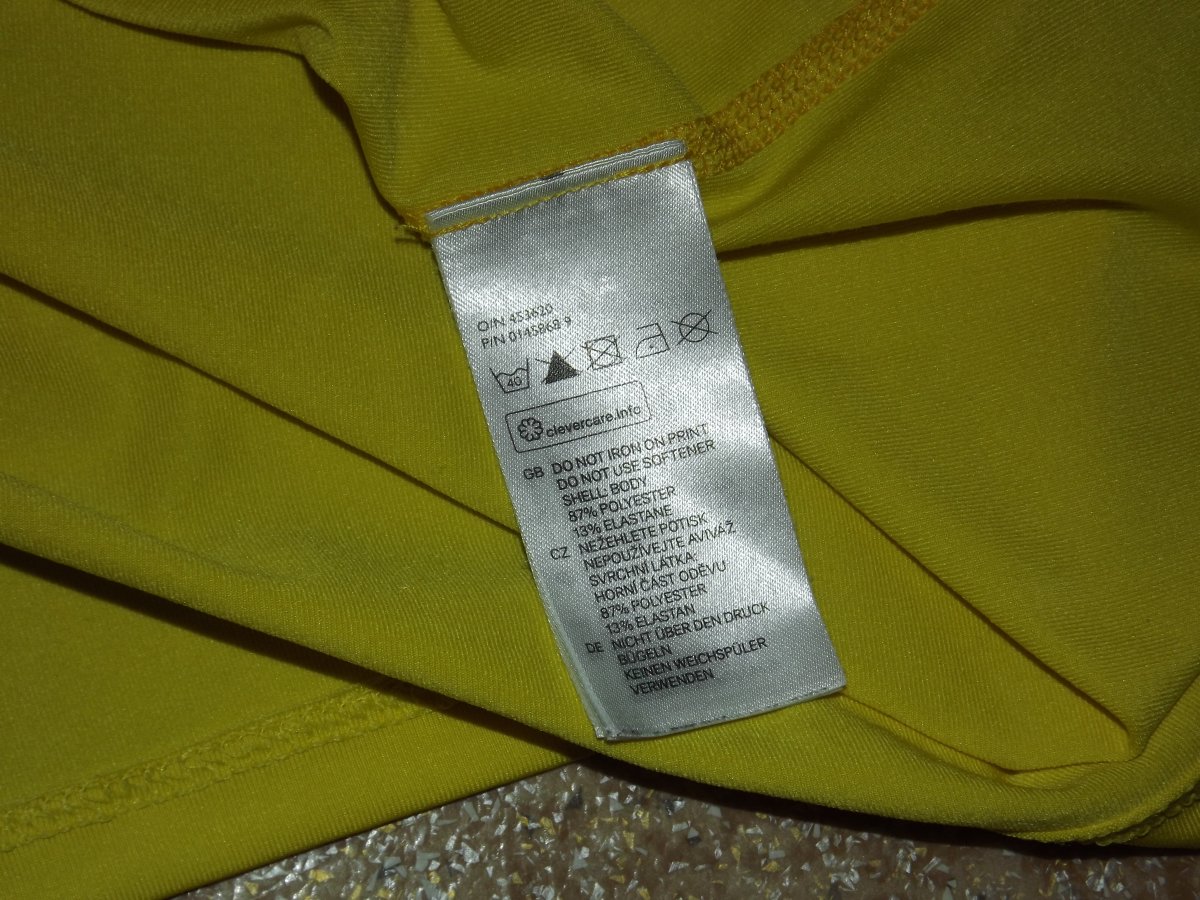 O/N 453620
P/N 0145868 9
40
clevercare.info
GB DO NOT IRON ON PRINT
DO NOT USE SOFTENER
SHELL: BODY
87% POLYESTER
13% ELASTANE
CZ NEŽEHLETE POTISK
NEPOUŽÍVEJTE AVIVÁŽ
SVRCHNÍ LÁTKA:
HORNÍ ČÁST ODĚVU
87% POLYESTER
13% ELASTAN
DE NICHT ÜBER DEN DRUCK
BÜGELN
KEINEN WEICHSPÜLER
VERWENDEN